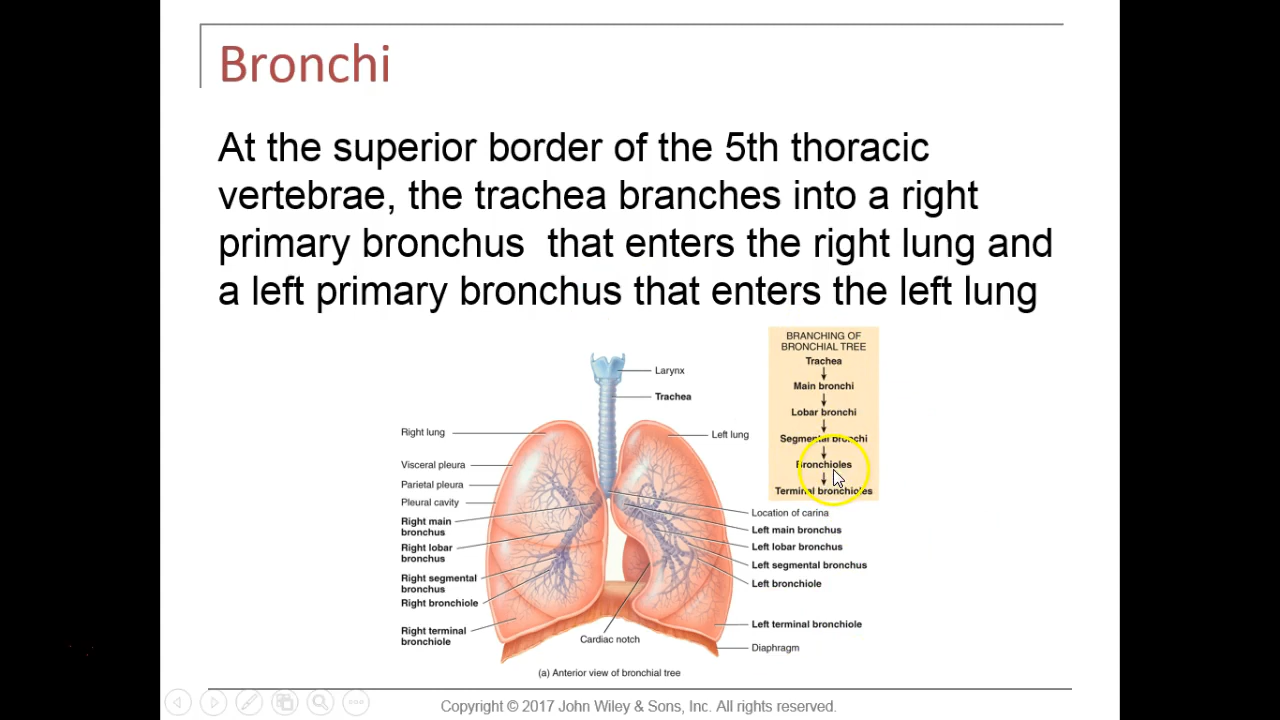 Bronchi
At the superior border of the 5th thoracic
vertebrae, the trachea branches into a right
primary bronchus  that enters the right lung and
a left primary bronchus that enters the left lung
BRANCHING OF
BRONCHIAL TREE
Trachea
Main bronchi
Lobar bronchi
Segmental bronchi
Bronchioles
Terminal bronchioles
Larynx
Trachea
Right lung
Left lung
Visceral pleura
Parietal pleura
Pleural cavity
Right main
bronchus
Right lobar
bronchus
Right segmental
bronchus
Right bronchiole
Right terminal
bronchiole
Location of carina
Left main bronchus
Left lobar bronchus
Left segmental bronchus
Left bronchiole
Left terminal bronchiole
Cardiac notch
Diaphragm
(a) Anterior view of bronchial tree
Copyright © 2017 John Wiley & Sons, Inc. All rights reserved.